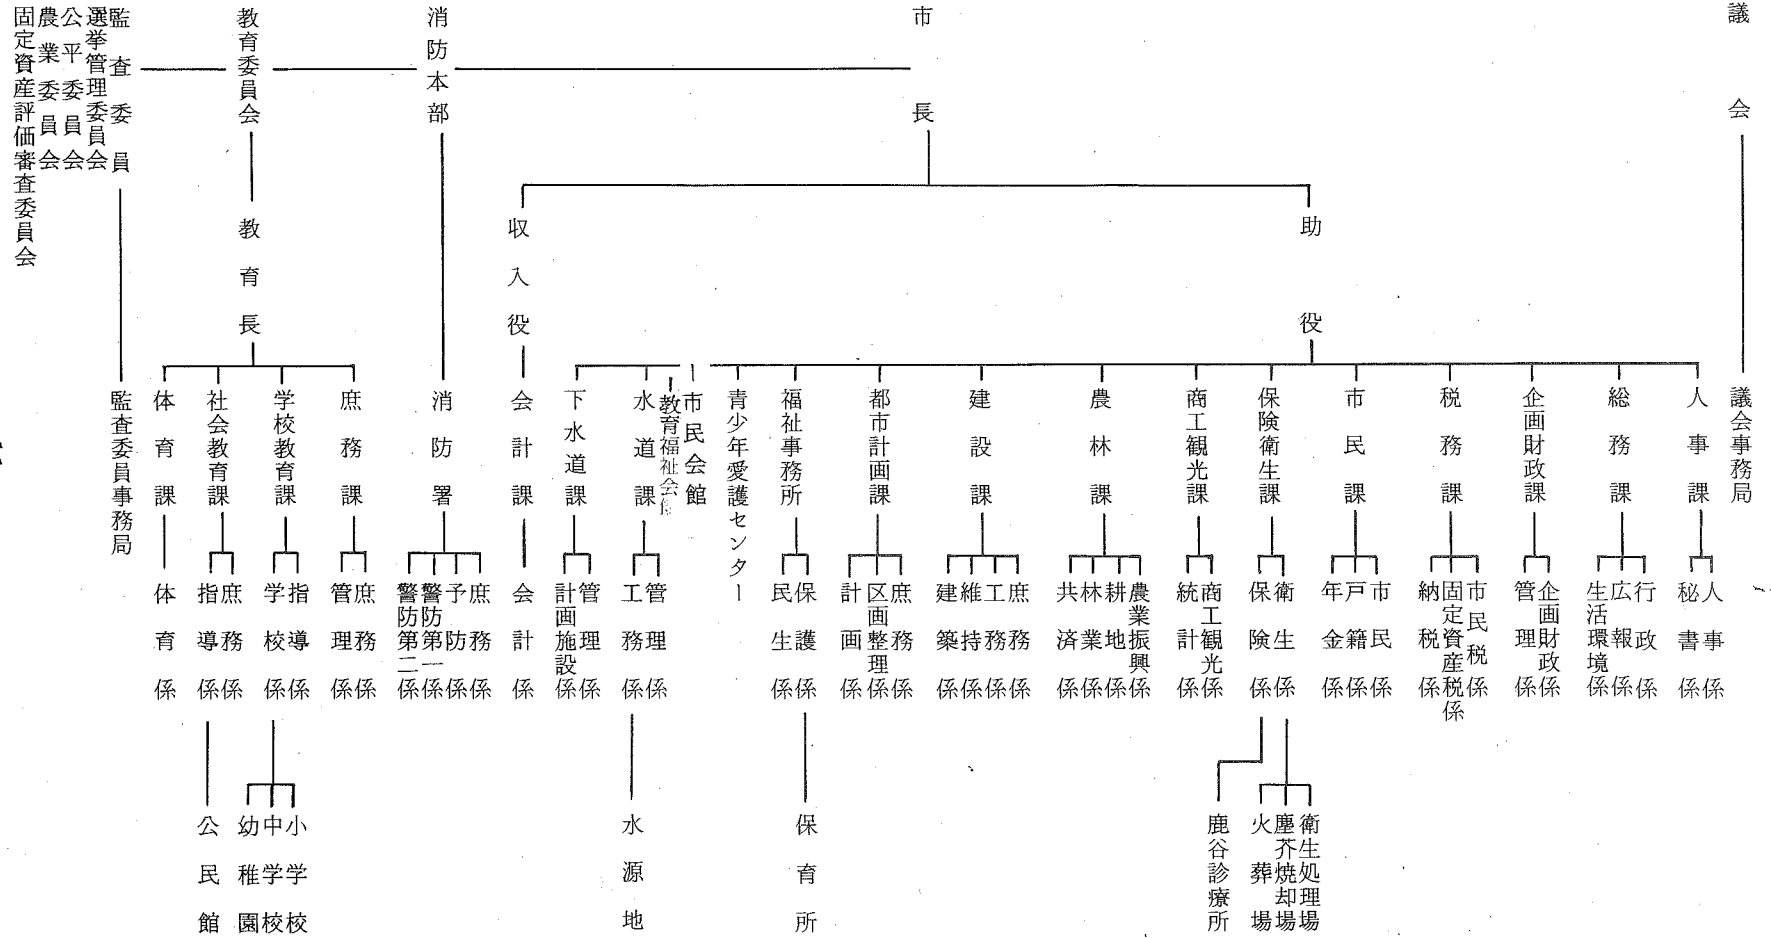 議会
議会事務局
市長
助役
人事課
人事係
秘書係
総務課
行政係
広報係
生活環境係
企画財政課
企画財政係
管理係
税務課
市民税係
固定資産税係
納税係
市民課
市民係
戸籍係
年金係
保険衛生課
衛生係
衛生処理場
塵芥焼却場
火葬場
保険係
鹿谷診療所
商工観光課
商工観光係
統計係
農林課
農業振興係
耕地係
林業係
共済係
建設課
庶務係
工務係
維持係
建築係
都市計画課
庶務係
区画整理係
計画係
福祉事務所
保護係
保育所
民生係
青少年愛護センター
市民会館
教育福祉会館
水道課
管理係
工務係
水源地
下水道課
管理係
計画施設係
収入役
会計課
会計係
消防本部
消防署
庶務係
予防係
警防第一係
警防第二係
教育委員会
教育長
庶務課
庶務係
管理係
学校教育課
指導係
学校係
小学校
中学校
幼稚園
社会教育課
庶務係
指導係
公民館
体育課
体育係
監査委員
監査委員事務局
選挙管理委員会
公平委員会
農業委員会
固定資産評価審査委員会